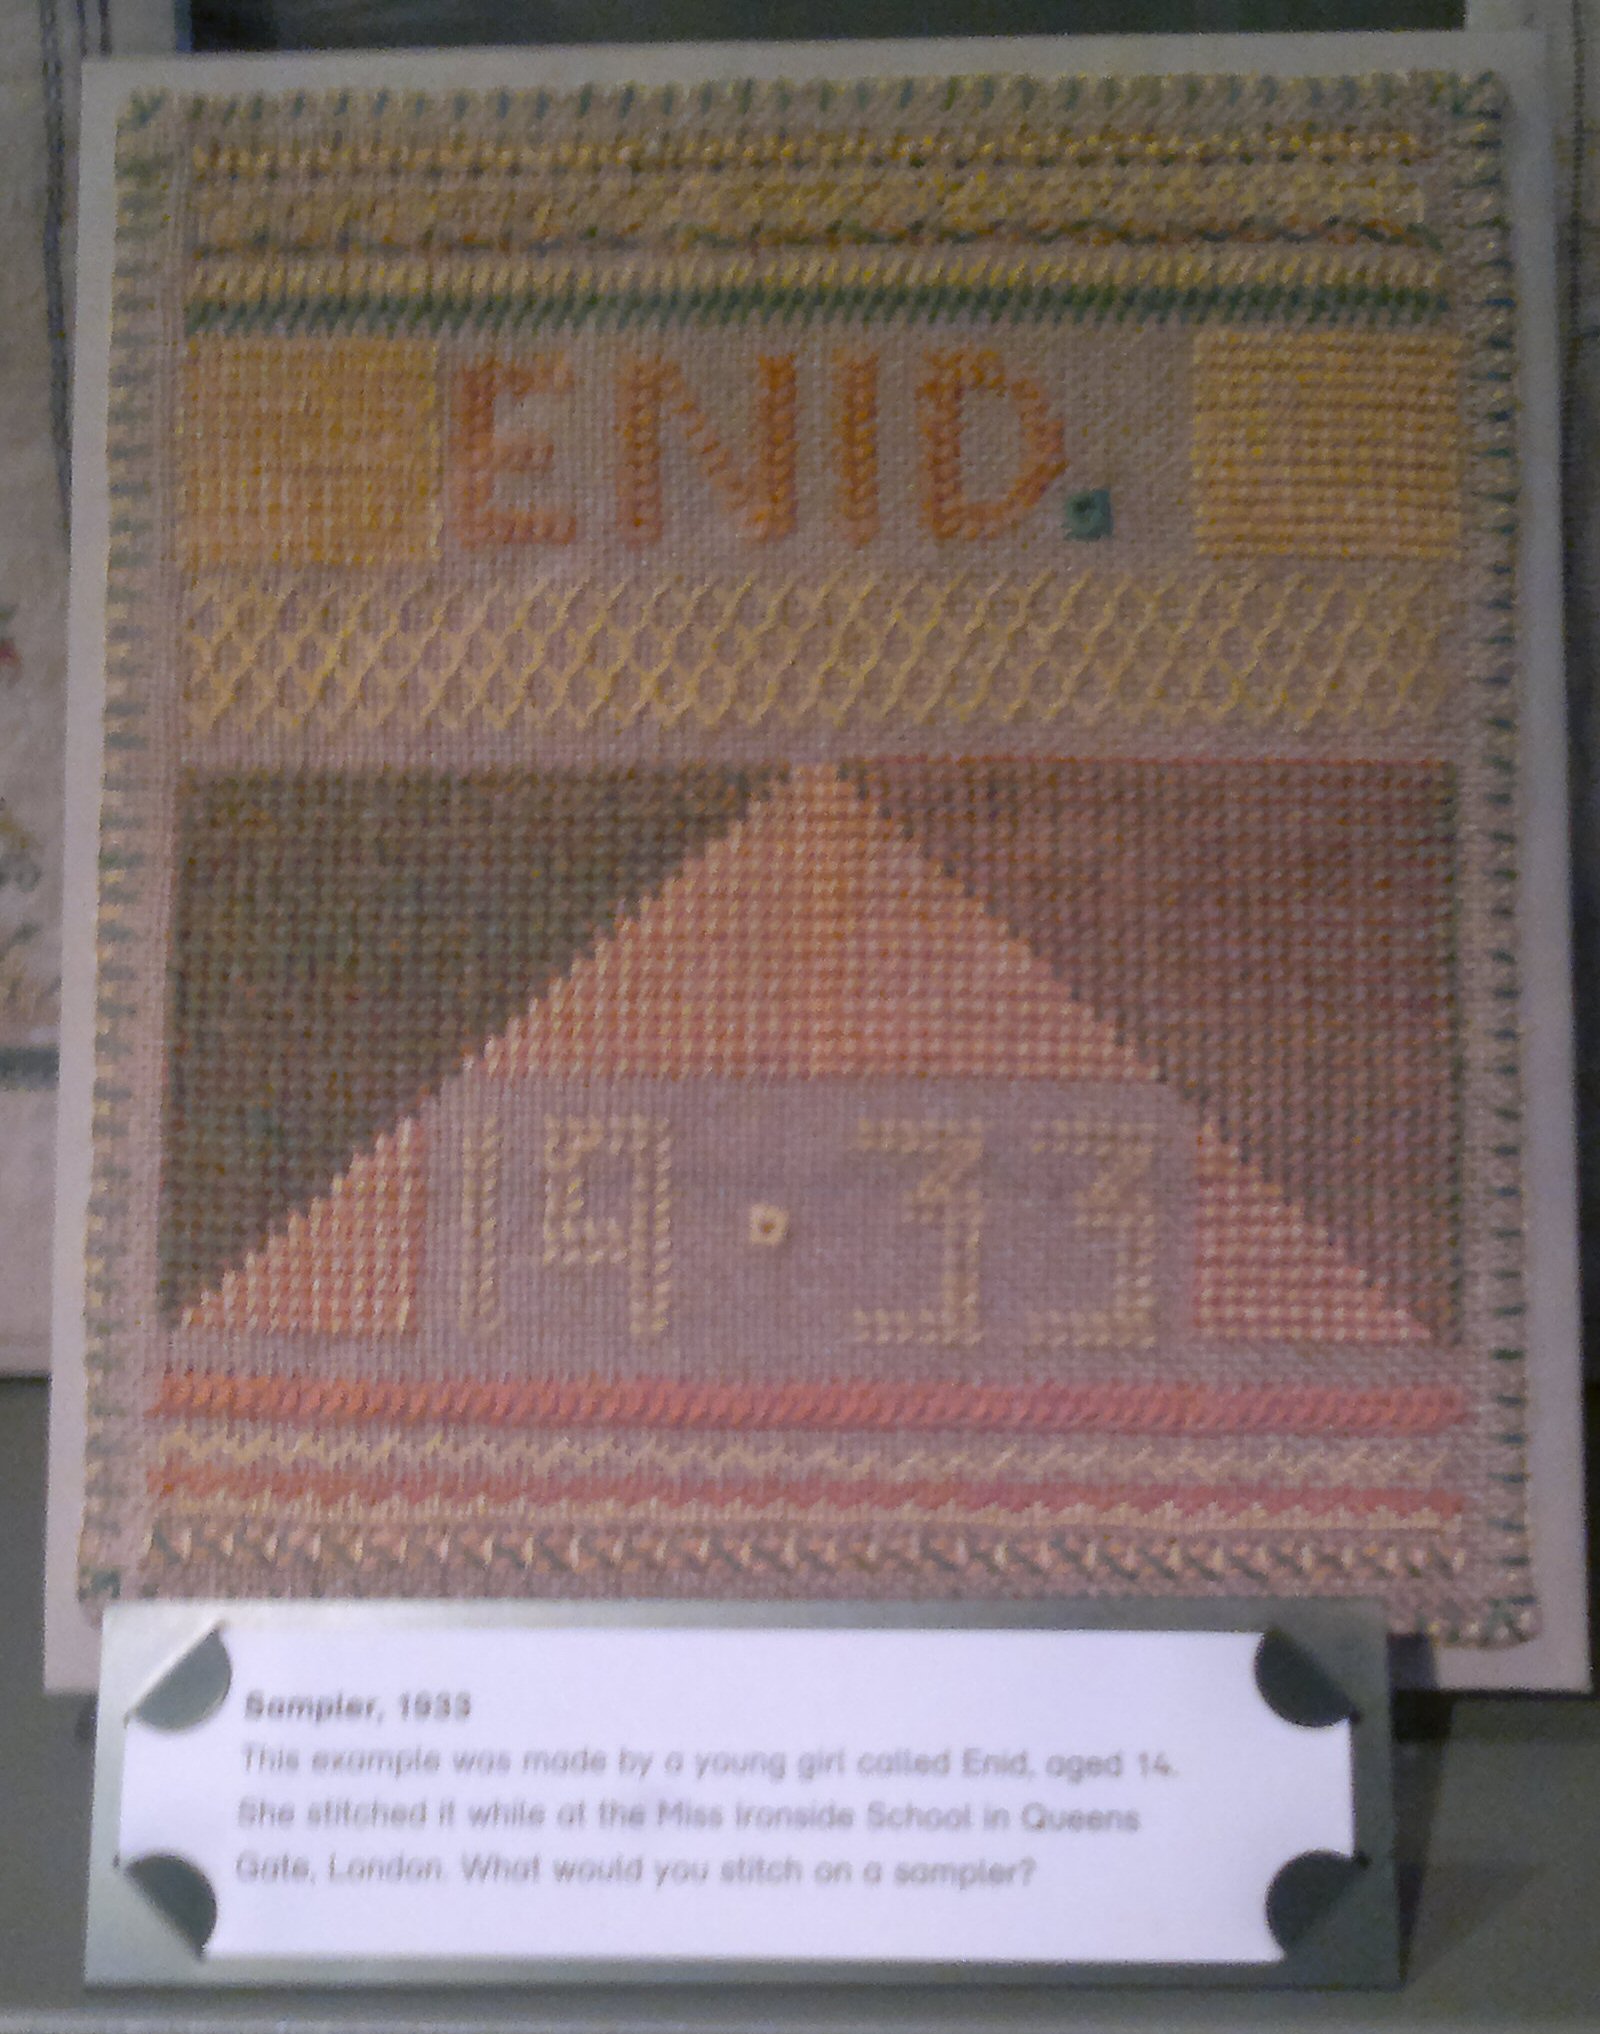 ENID.
19·33
Sampler, 1933
This example was made by a young girl called Enid, aged 14.
She stitched it while at the Miss Ironside School in Queens
Gate, London. What would you stitch on a sampler?